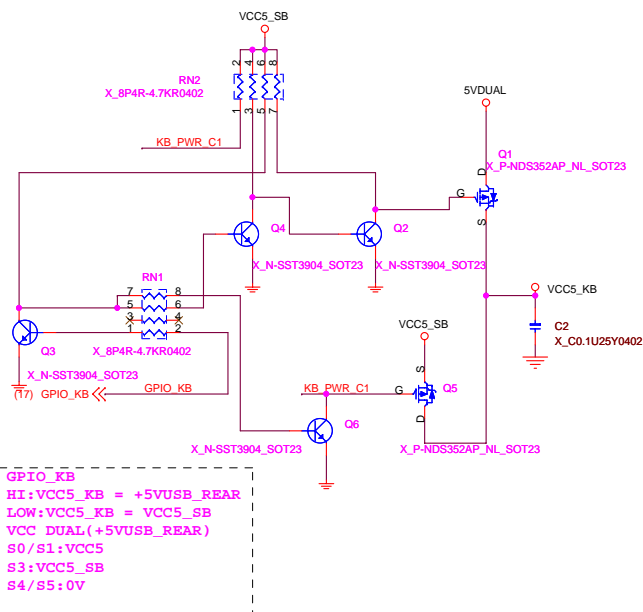 VCC5_SB
2
4
6
8
RN2
X_8P4R-4.7KR0402
1
3
5
7
KB_PWR_C1
5VDUAL
Q1
X_P-NDS352AP_NL_SOT23
D
G
S
Q4
Q2
X_N-SST3904_SOT23
X_N-SST3904_SOT23
RN1
7
8
5
6
3
4
1
2
VCC5_KB
Q3
X_8P4R-4.7KR0402
C2
X_C0.1U25Y0402
VCC5_SB
X_N-SST3904_SOT23
(17) GPIO_KB
GPIO_KB
KB_PWR_C1
S
G
Q5
D
Q6
X_N-SST3904_SOT23
X_P-NDS352AP_NL_SOT23
GPIO_KB
HI:VCC5_KB = +5VUSB_REAR
LOW:VCC5_KB = VCC5_SB
VCC DUAL(+5VUSB_REAR)
S0/S1:VCC5
S3:VCC5_SB
S4/S5:0V